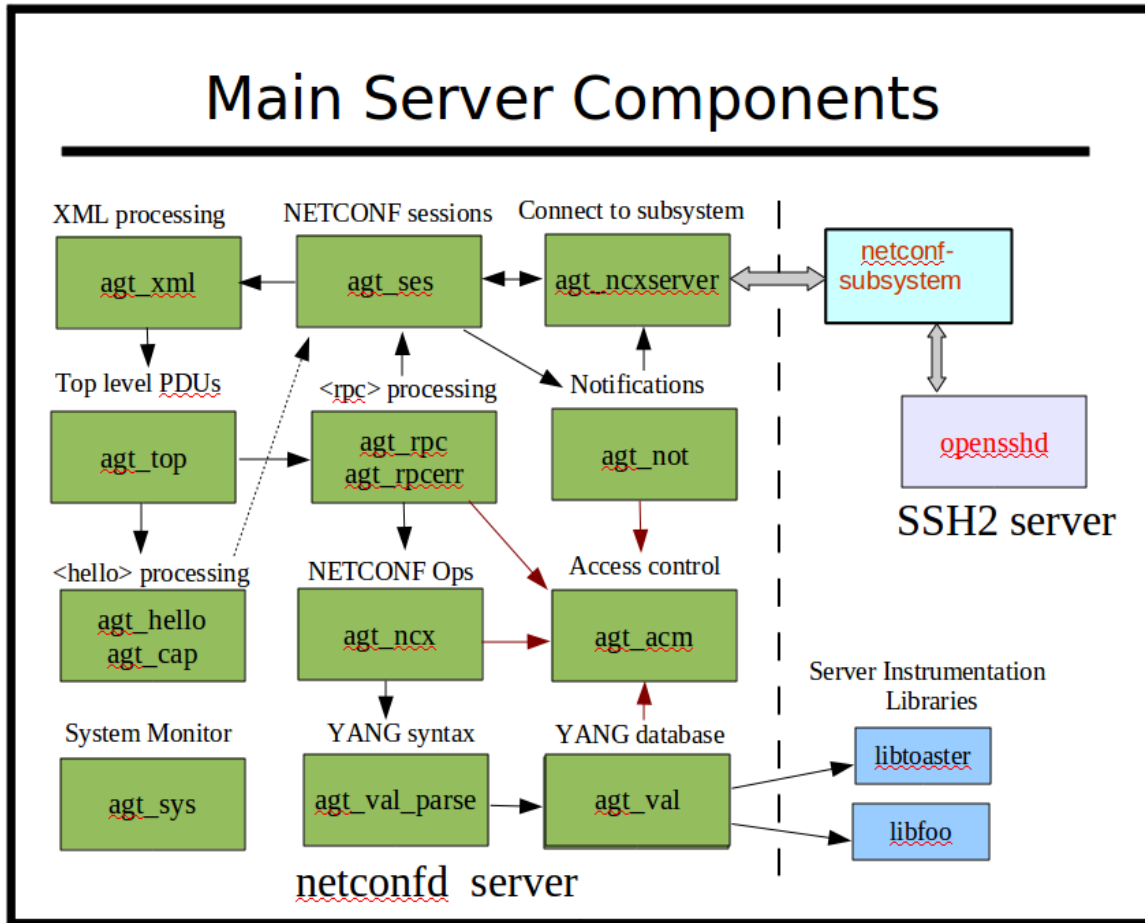 Main Server Components
XML processing
NETCONF sessions
Connect to subsystem
agt_xml
agt_ses
agt_ncxserver
netconf-
subsystem
Top level PDUs
<rpc> processing
Notifications
agt_top
agt_rpc
agt_rpcerr
agt_not
opensshd
SSH2 server
<hello> processing
NETCONF Ops
Access control
agt_hello
agt_cap
agt_ncx
agt_acm
Server Instrumentation
Libraries
System Monitor
YANG syntax
YANG database
agt_sys
agt_val_parse
agt_val
libtoaster
libfoo
netconfd server